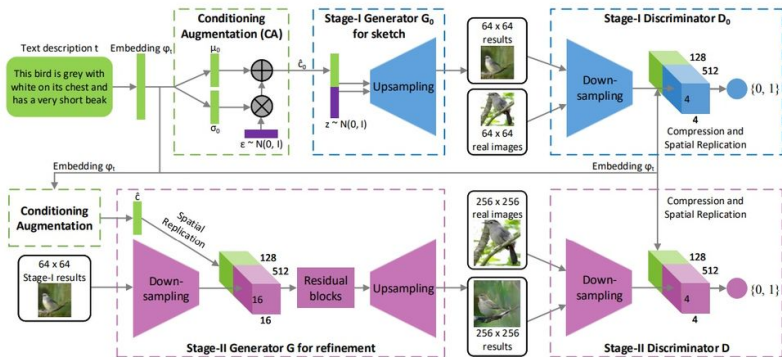 Text description t
This bird is grey with
white on its chest and
has a very short beak
Embedding φt
Conditioning
Augmentation (CA)
μ0
σ0
ε ~ N(0, I)
ĉ0
Stage-I Generator G0
for sketch
z ~ N(0, I)
Upsampling
64 x 64
results
64 x 64
real images
Stage-I Discriminator D0
Down-
sampling
128
512
4
4
{0, 1}
Compression and
Spatial Replication
Embedding φt
Embedding φt
Conditioning
Augmentation
ĉ
Spatial
Replication
64 x 64
Stage-I results
Down-
sampling
128
512
16
16
Residual
blocks
Upsampling
Stage-II Generator G for refinement
256 x 256
real images
256 x 256
results
Compression and
Spatial Replication
Down-
sampling
128
512
4
4
{0, 1}
Stage-II Discriminator D